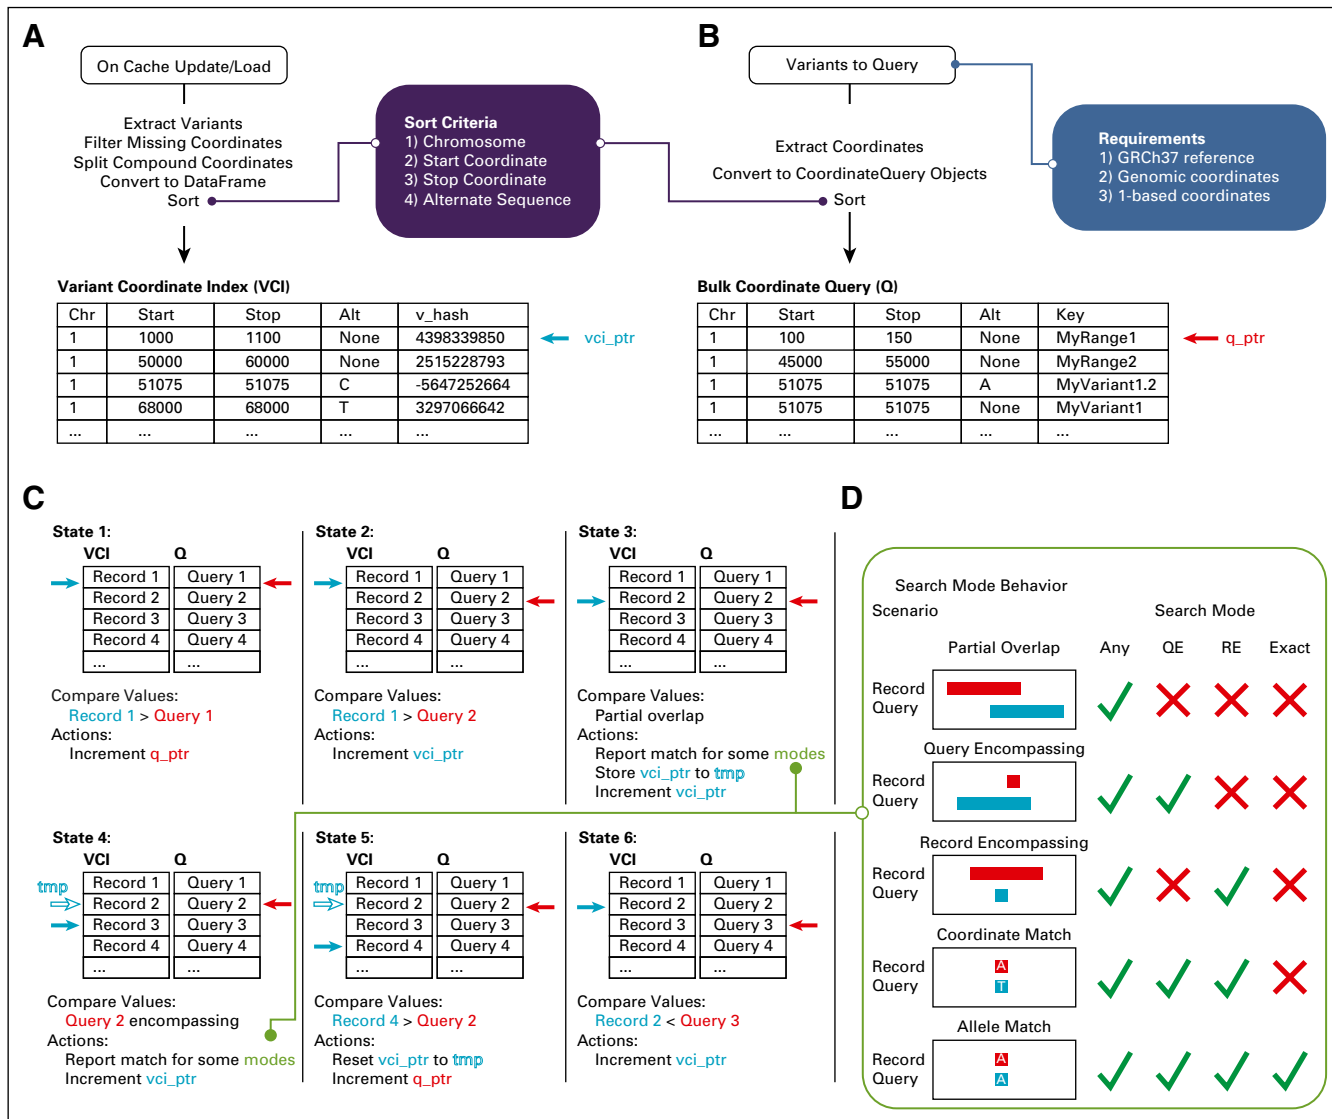 A
On Cache Update/Load
Extract Variants
Filter Missing Coordinates
Split Compound Coordinates
Convert to DataFrame
Sort
Sort Criteria
1) Chromosome
2) Start Coordinate
3) Stop Coordinate
4) Alternate Sequence
Variant Coordinate Index (VCI)
Chr Start Stop Alt v_hash
1 1000 1100 None 4398339850
1 50000 60000 None 2515228793
1 51075 51075 C -5647252664
1 68000 68000 T 3297066642
... ... ... ... ...
vci_ptr
B
Variants to Query
Extract Coordinates
Convert to CoordinateQuery Objects
Sort
Requirements
1) GRCh37 reference
2) Genomic coordinates
3) 1-based coordinates
Bulk Coordinate Query (Q)
Chr Start Stop Alt Key
1 100 150 None MyRange1
1 45000 55000 None MyRange2
1 51075 51075 A MyVariant1.2
1 51075 51075 None MyVariant1
... ... ... ... ...
q_ptr
C
State 1:
VCI Q
Record 1 Query 1
Record 2 Query 2
Record 3 Query 3
Record 4 Query 4
... ...
Compare Values:
Record 1 > Query 1
Actions:
Increment q_ptr
State 2:
VCI Q
Record 1 Query 1
Record 2 Query 2
Record 3 Query 3
Record 4 Query 4
... ...
Compare Values:
Record 1 > Query 2
Actions:
Increment vci_ptr
State 3:
VCI Q
Record 1 Query 1
Record 2 Query 2
Record 3 Query 3
Record 4 Query 4
... ...
Compare Values:
Partial overlap
Actions:
Report match for some modes
Store vci_ptr to tmp
Increment vci_ptr
State 4:
VCI Q
tmp
Record 1 Query 1
Record 2 Query 2
Record 3 Query 3
Record 4 Query 4
... ...
Compare Values:
Query 2 encompassing
Actions:
Report match for some modes
Increment vci_ptr
State 5:
VCI Q
tmp
Record 1 Query 1
Record 2 Query 2
Record 3 Query 3
Record 4 Query 4
... ...
Compare Values:
Record 4 > Query 2
Actions:
Reset vci_ptr to tmp
Increment q_ptr
State 6:
VCI Q
Record 1 Query 1
Record 2 Query 2
Record 3 Query 3
Record 4 Query 4
... ...
Compare Values:
Record 2 < Query 3
Actions:
Increment vci_ptr
D
Search Mode Behavior
Scenario Search Mode
Partial Overlap Any QE RE Exact
Record
Query
Query Encompassing
Record
Query
Record Encompassing
Record
Query
Coordinate Match
Record A
Query T
Allele Match
Record A
Query A